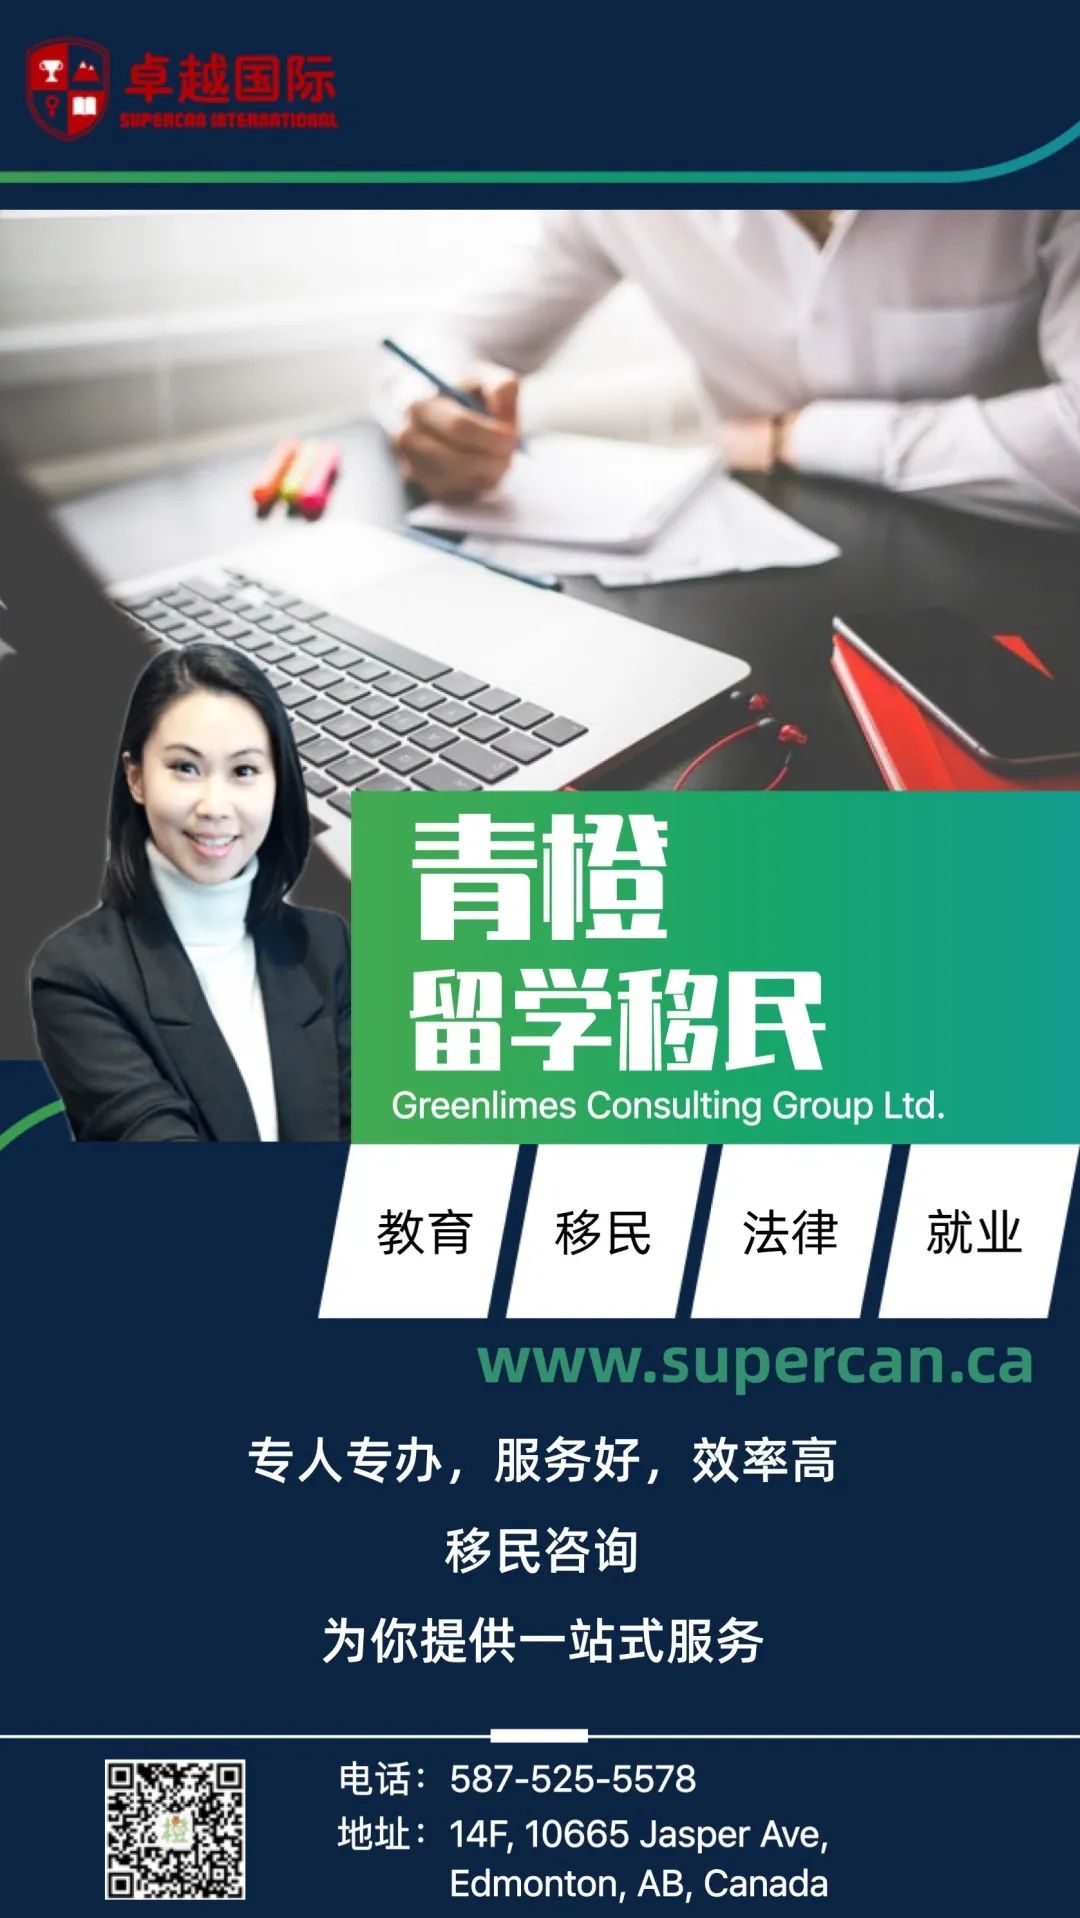 卓越国际
SUPERCAN INTERNATIONAL
青橙
留学移民
Greenlimes Consulting Group Ltd.
教育 移民 法律 就业
www.supercan.ca
专人专办，服务好，效率高
移民咨询
为你提供一站式服务
橙
电话：587-525-5578
地址：14F, 10665 Jasper Ave,
Edmonton, AB, Canada